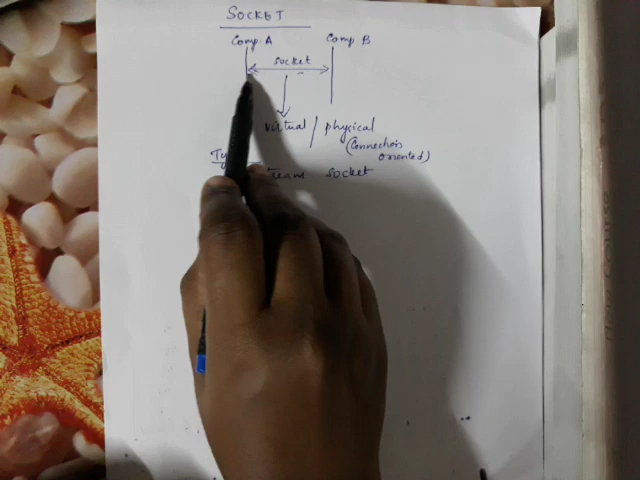 SOCKET
Comp. A Comp B
socket
Virtual / physical
(Connection
oriented)
socket